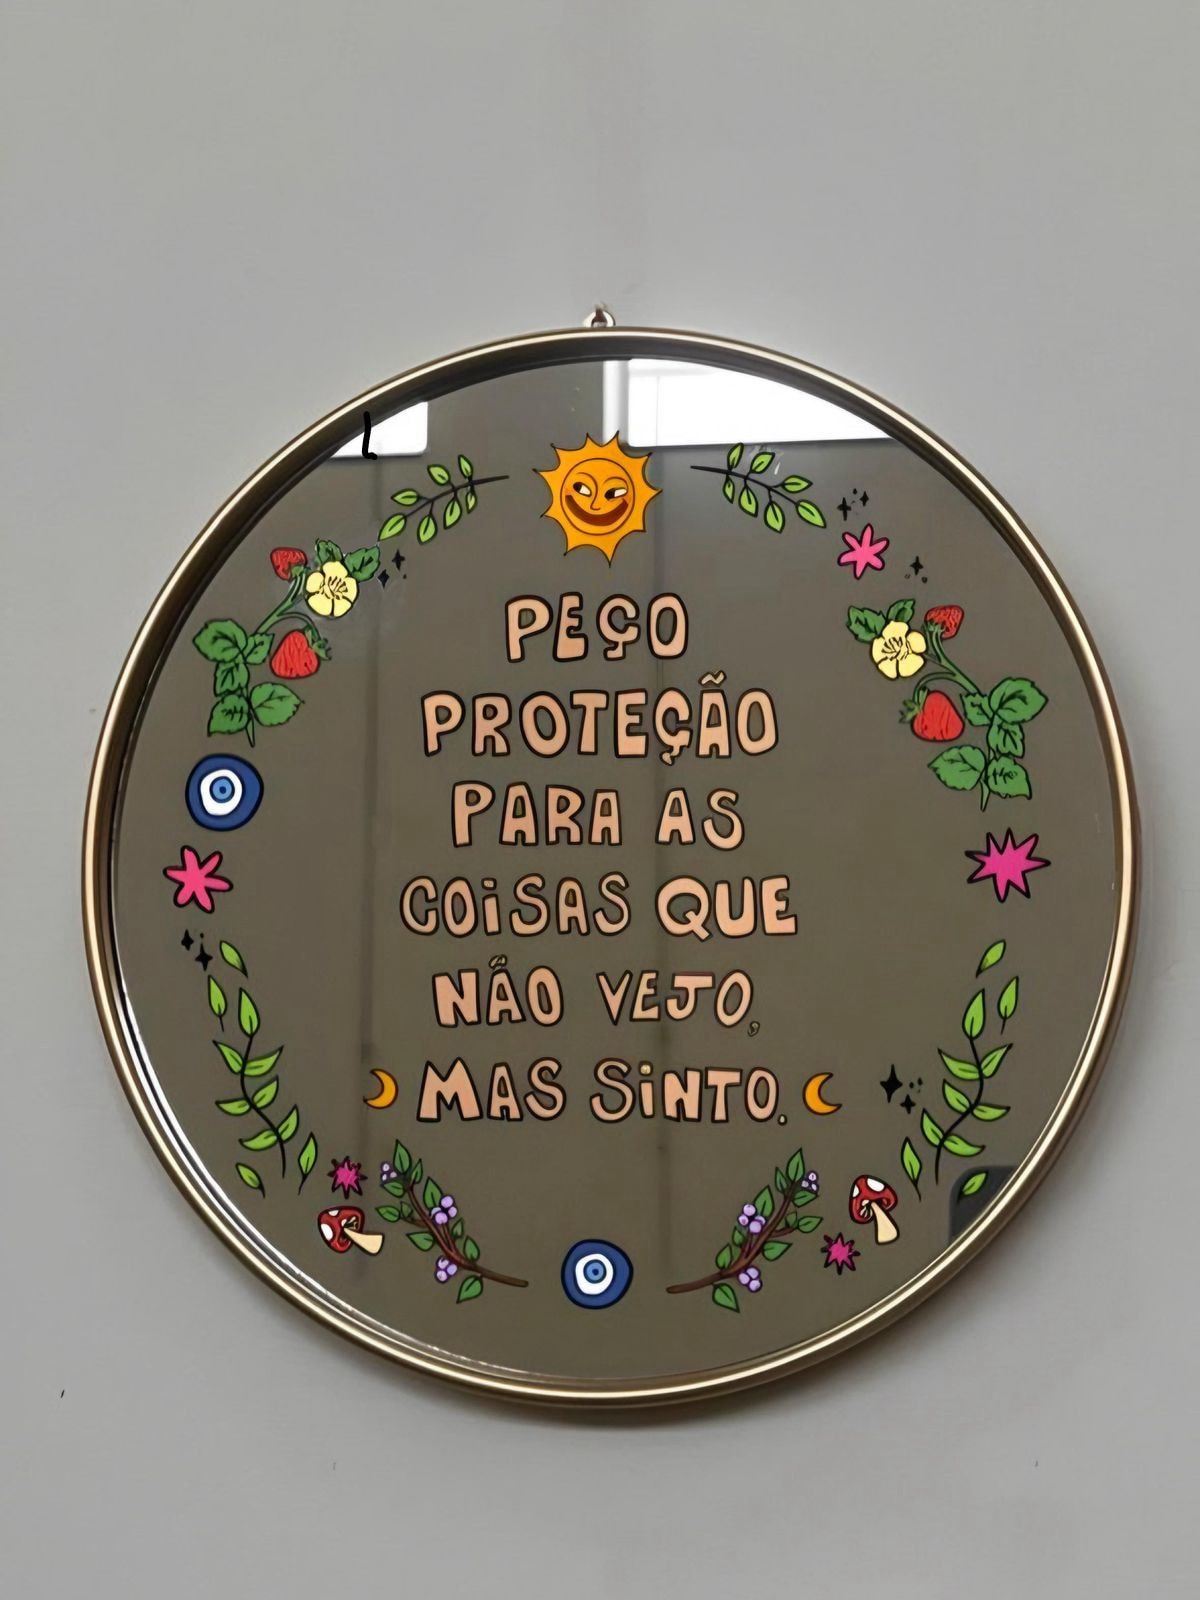 PEÇO
PROTEÇÃO
PARA AS
COiSAS QUE
NÃO VEJO,
MAS SiNTO.